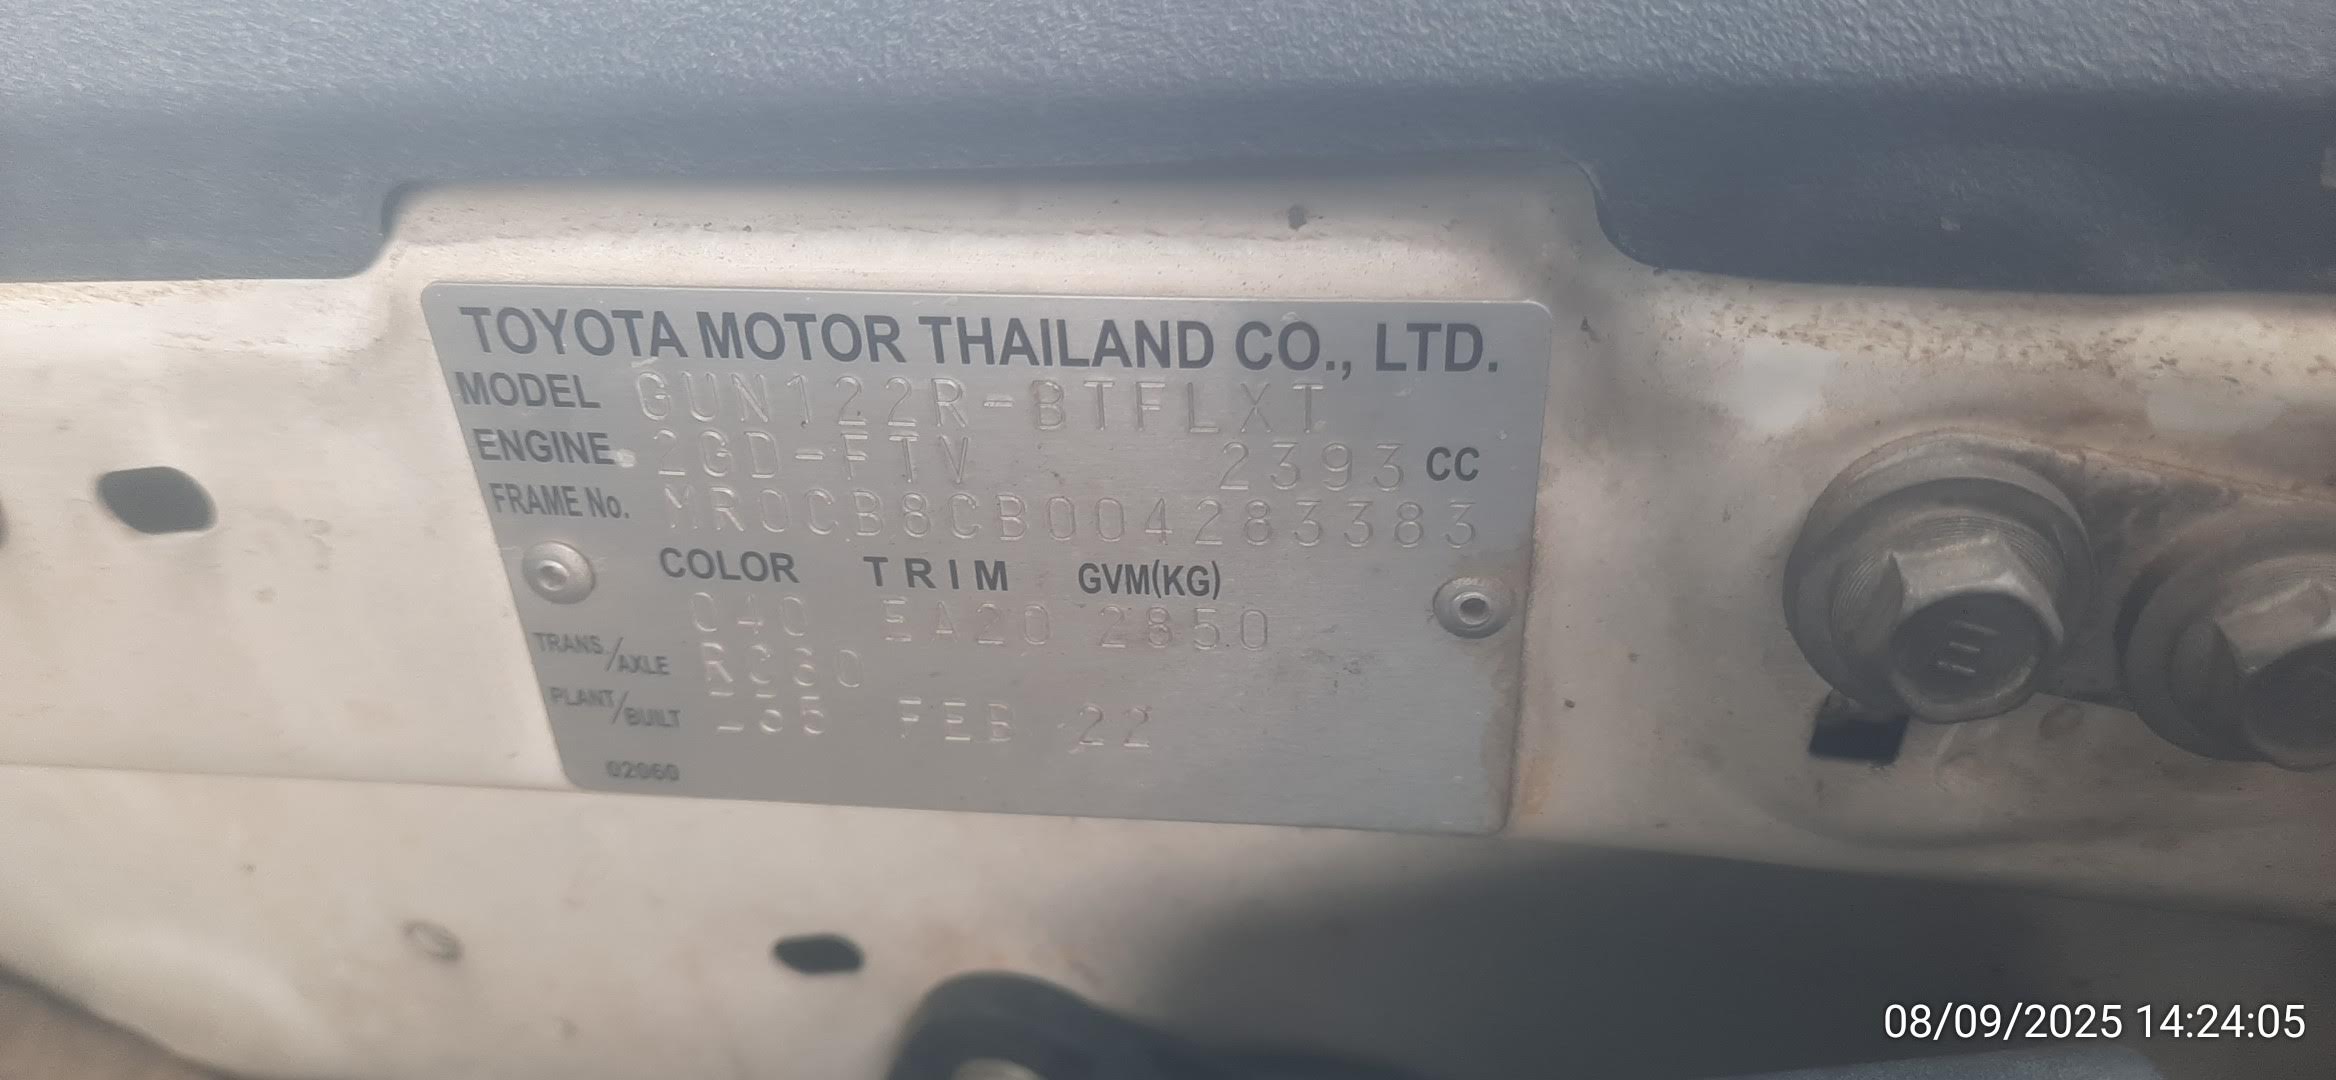 TOYOTA MOTOR THAILAND CO., LTD.
MODEL GUN122R-BTFLXT
ENGINE 2GD-FTV 2393 CC
FRAME No. MR0CB8CB004283383
COLOR TRIM GVM(KG)
040 EA20 2850
TRANS./AXLE RC60
PLANT/BUILT FEB 22
02060
08/09/2025 14:24:05